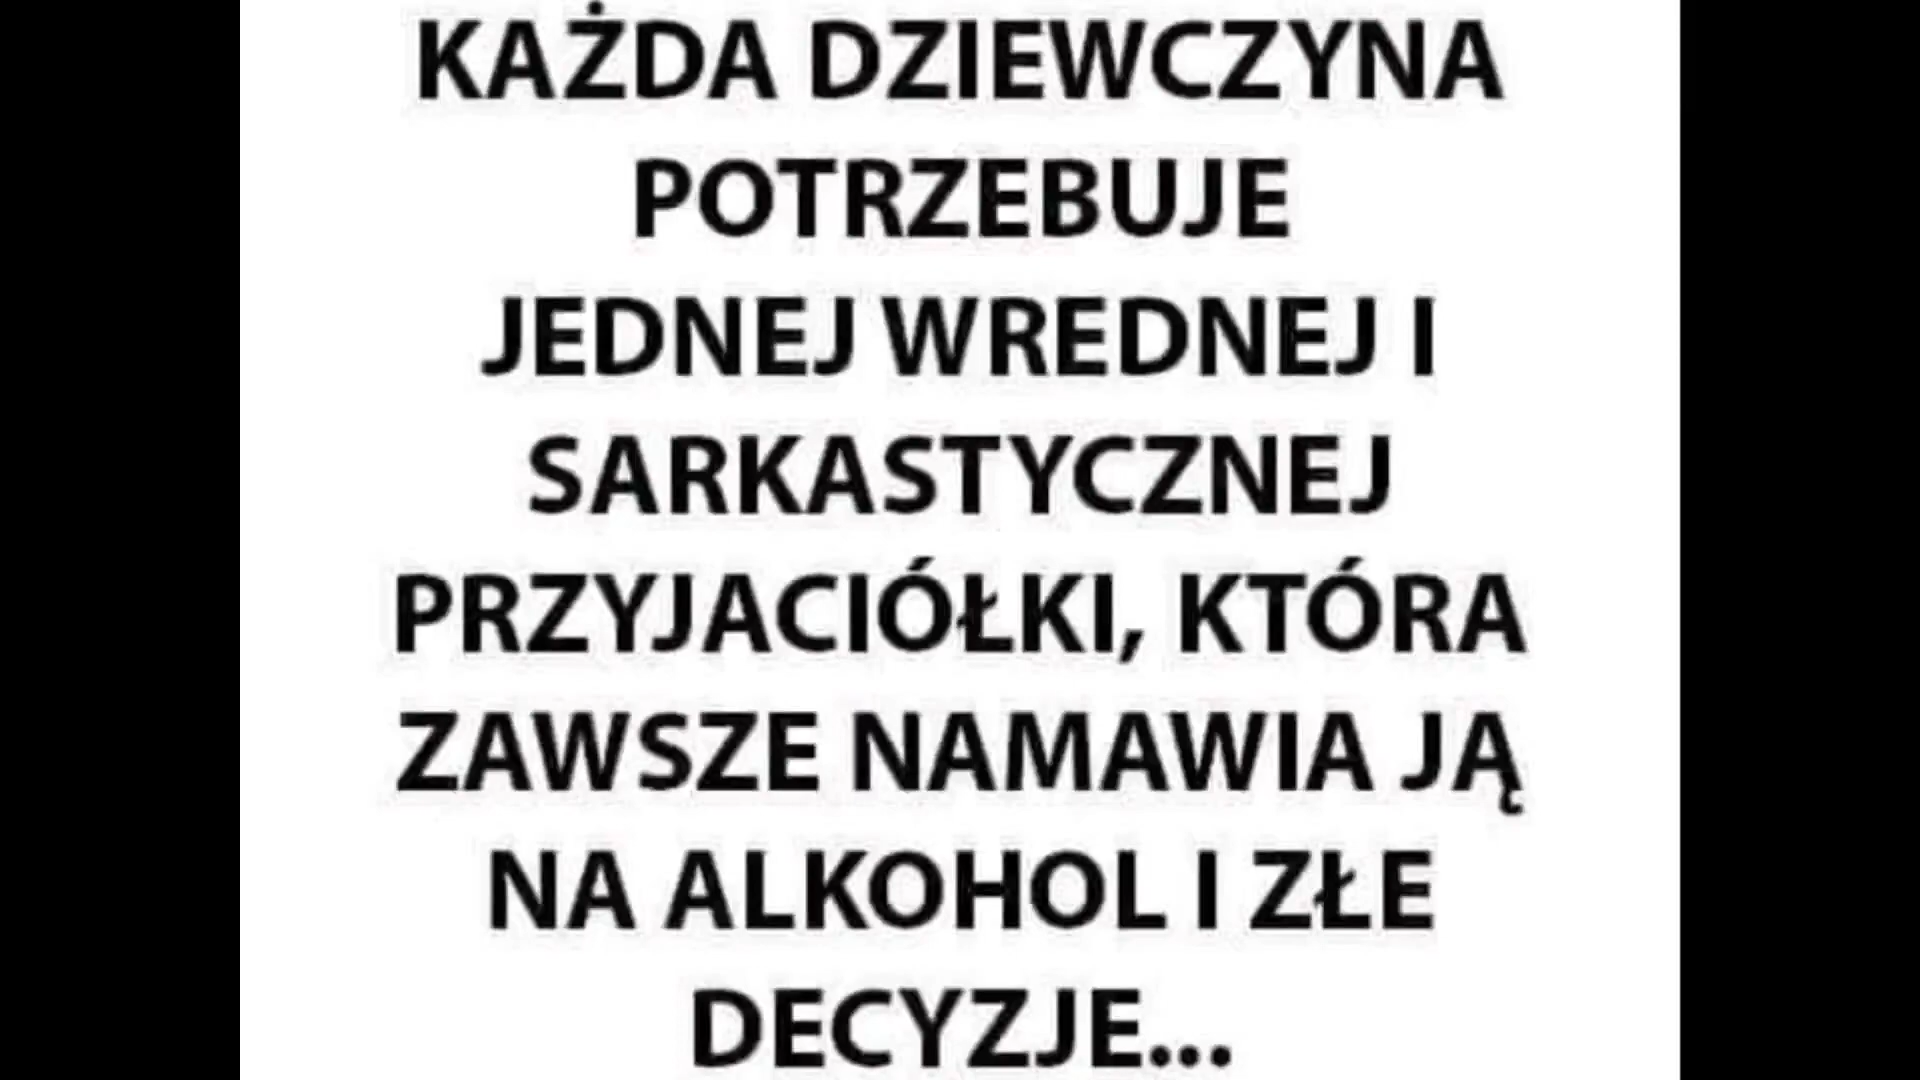 KAŻDA DZIEWCZYNA
POTRZEBUJE
JEDNEJ WREDNEJ I
SARKASTYCZNEJ
PRZYJACIÓŁKI, KTÓRA
ZAWSZE NAMAWIA JĄ
NA ALKOHOL I ZŁE
DECYZJE...